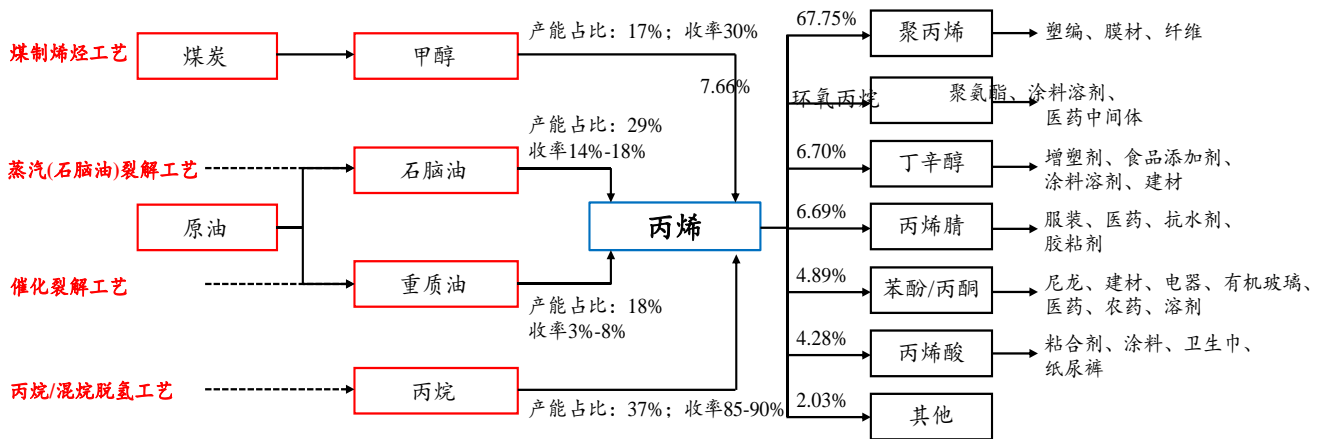 煤制烯烃工艺
煤炭
甲醇
产能占比：17%；收率30%
7.66%
蒸汽(石脑油)裂解工艺
石脑油
产能占比：29%
收率14%-18%
原油
丙烯
催化裂解工艺
重质油
产能占比：18%
收率3%-8%
丙烷/混烷脱氢工艺
丙烷
产能占比：37%；收率85-90%
67.75%
聚丙烯
塑编、膜材、纤维
环氧丙烷
聚氨酯、涂料溶剂、
医药中间体
6.70%
丁辛醇
增塑剂、食品添加剂、
涂料溶剂、建材
6.69%
丙烯腈
服装、医药、抗水剂、
胶粘剂
4.89%
苯酚/丙酮
尼龙、建材、电器、有机玻璃、
医药、农药、溶剂
4.28%
丙烯酸
粘合剂、涂料、卫生巾、
纸尿裤
2.03%
其他